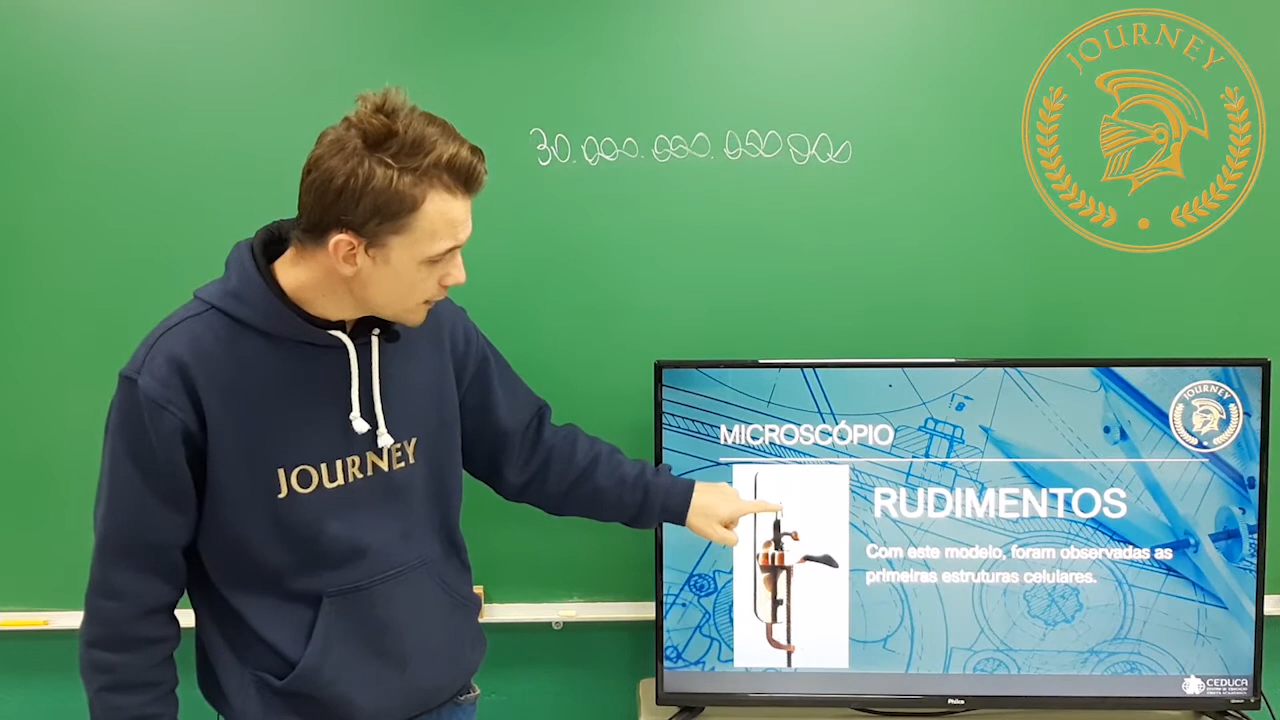 JOURNEY
30.000.000.000.000
JOURNEY
JOURNEY
MICROSCÓPIO
RUDIMENTOS
Com este modelo, foram observadas as
primeiras estruturas celulares.
CEDUCA
Philco